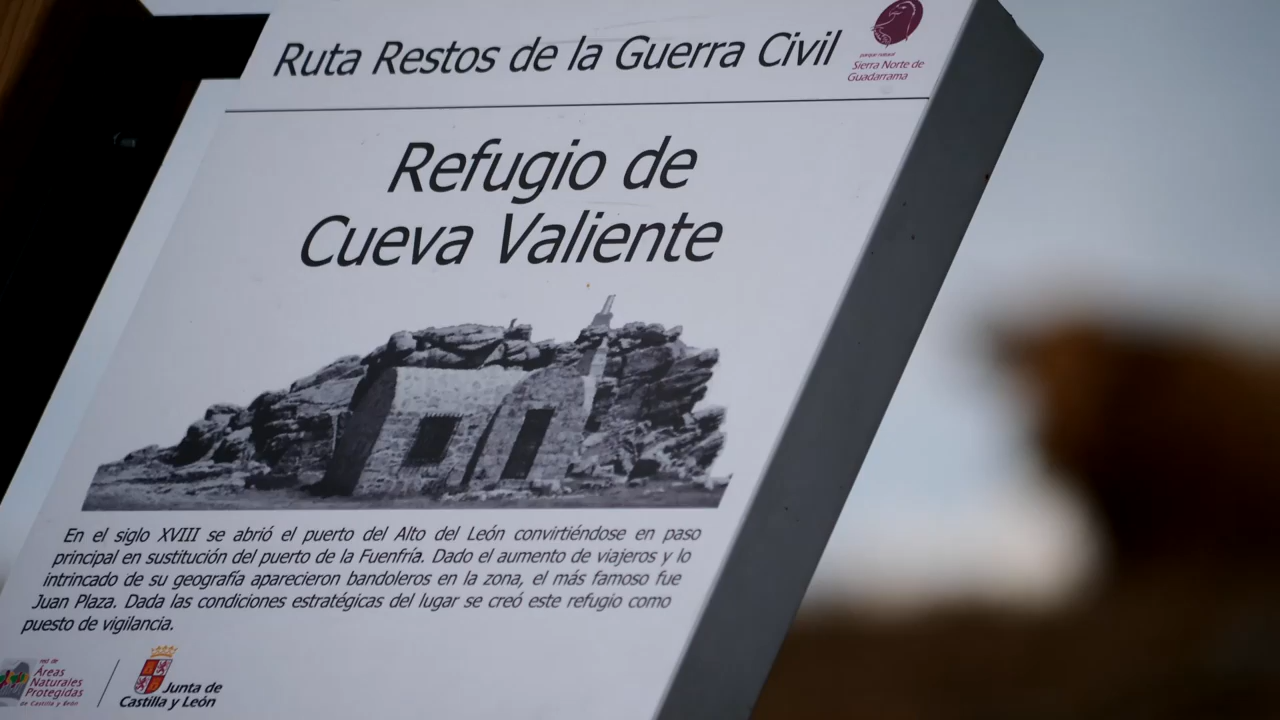 Ruta Restos de la Guerra Civil
parque natural
Sierra Norte de
Guadarrama
Refugio de
Cueva Valiente
En el siglo XVIII se abrió el puerto del Alto del León convirtiéndose en paso
principal en sustitución del puerto de la Fuenfría. Dado el aumento de viajeros y lo
intrincado de su geografía aparecieron bandoleros en la zona, el más famoso fue
Juan Plaza. Dada las condiciones estratégicas del lugar se creó este refugio como
puesto de vigilancia.
red de
Áreas
Naturales
Protegidas
de Castilla y León
Junta de
Castilla y León